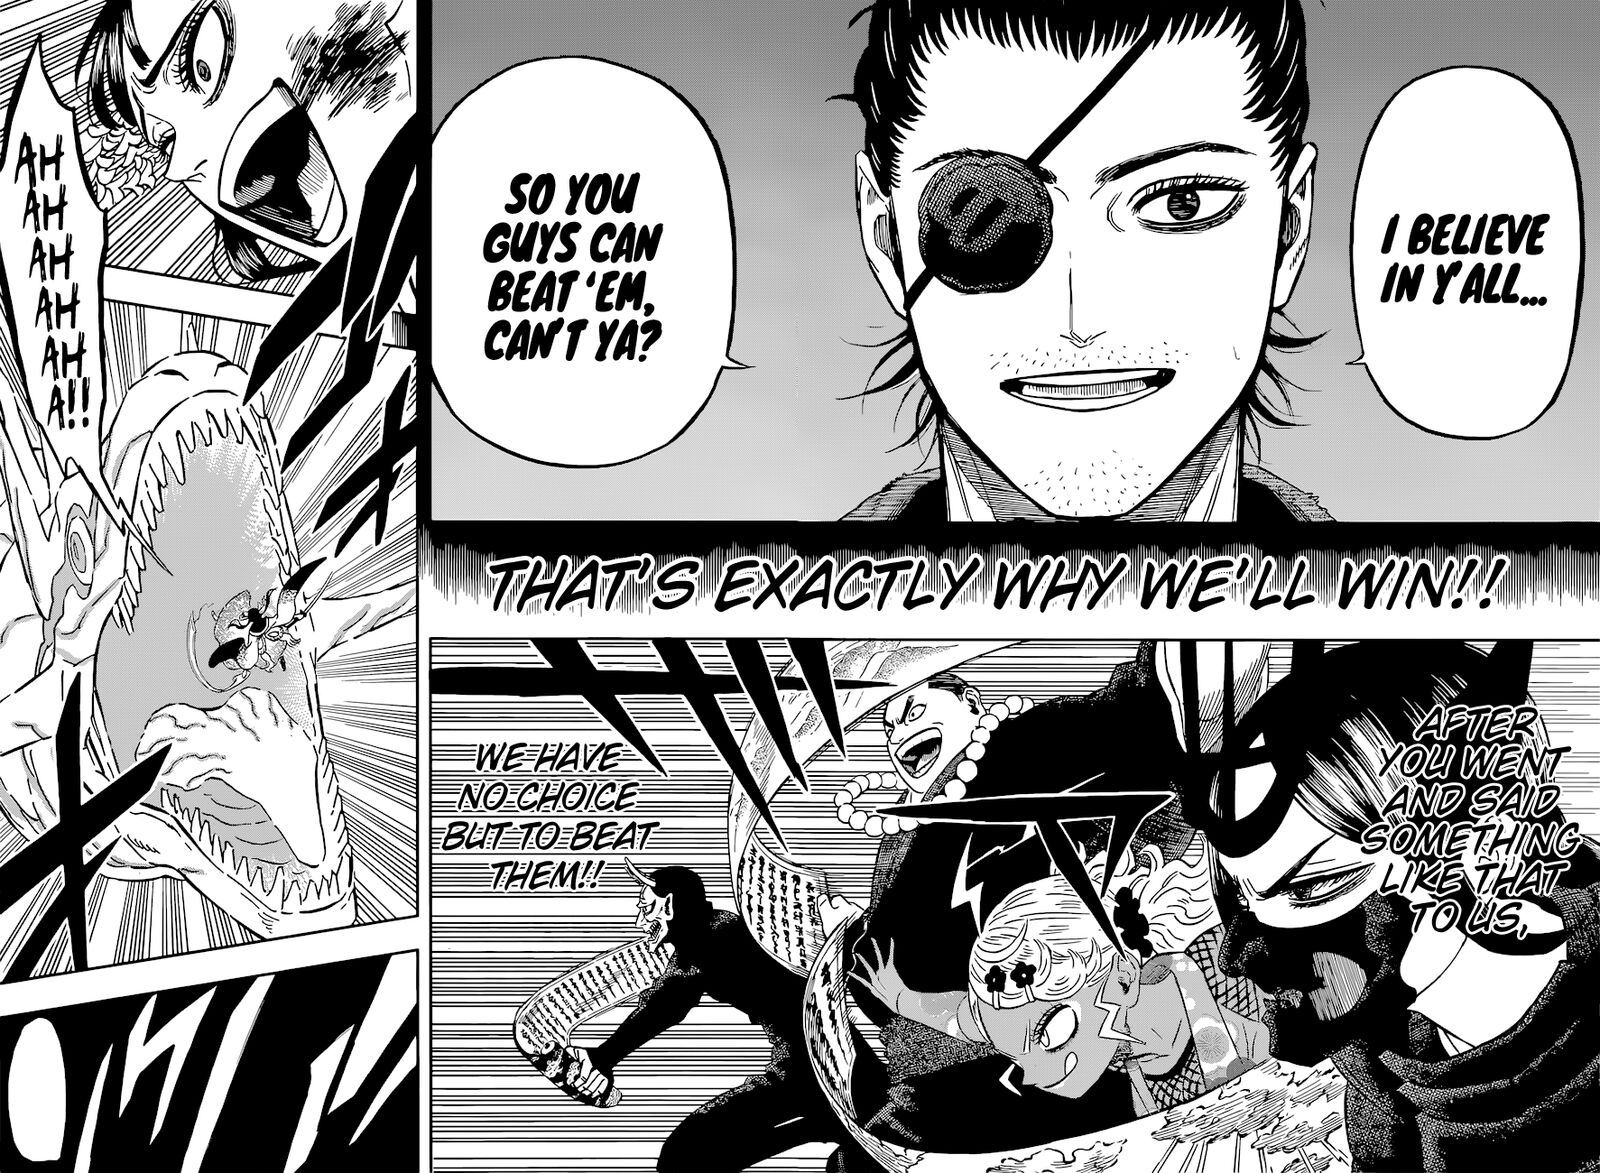 I BELIEVE
IN Y'ALL...
SO YOU
GUYS CAN
BEAT 'EM,
CAN'T YA?
THAT'S EXACTLY WHY WE'LL WIN!!
AFTER
YOU WENT
AND SAID
SOMETHING
LIKE THAT
TO US,
WE HAVE
NO CHOICE
BUT TO BEAT
THEM!!
AH
AH
AH
AH
AH
A!!